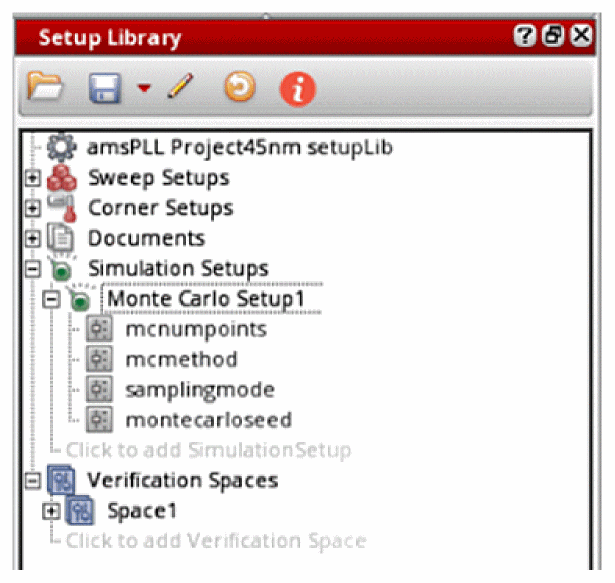 Setup Library
amsPLL Project45nm setupLib
Sweep Setups
Corner Setups
Documents
Simulation Setups
Monte Carlo Setup1
mcnumpoints
mcmethod
samplingmode
montecarloseed
Click to add SimulationSetup
Verification Spaces
Space1
Click to add Verification Space